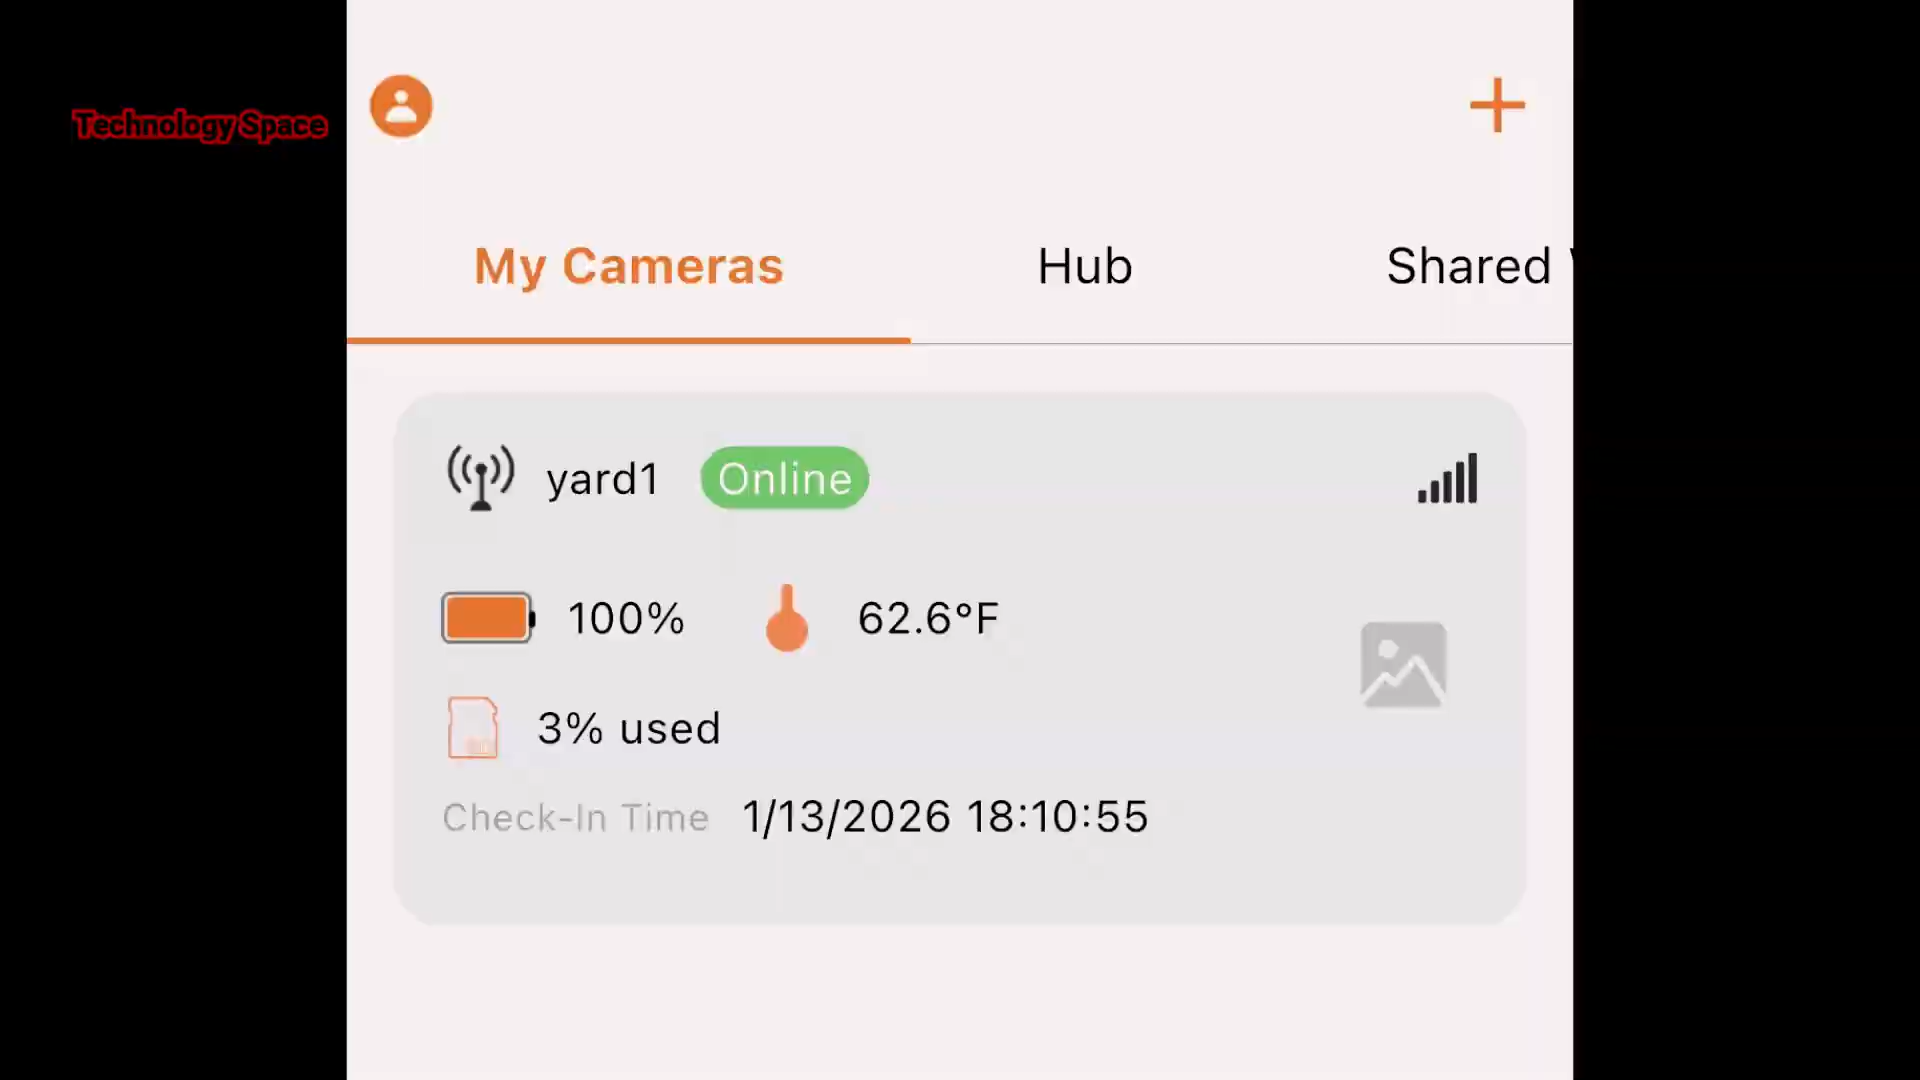 Technology Space
My Cameras Hub Shared
yard1 Online
100% 62.6°F
3% used
Check-In Time 1/13/2026 18:10:55